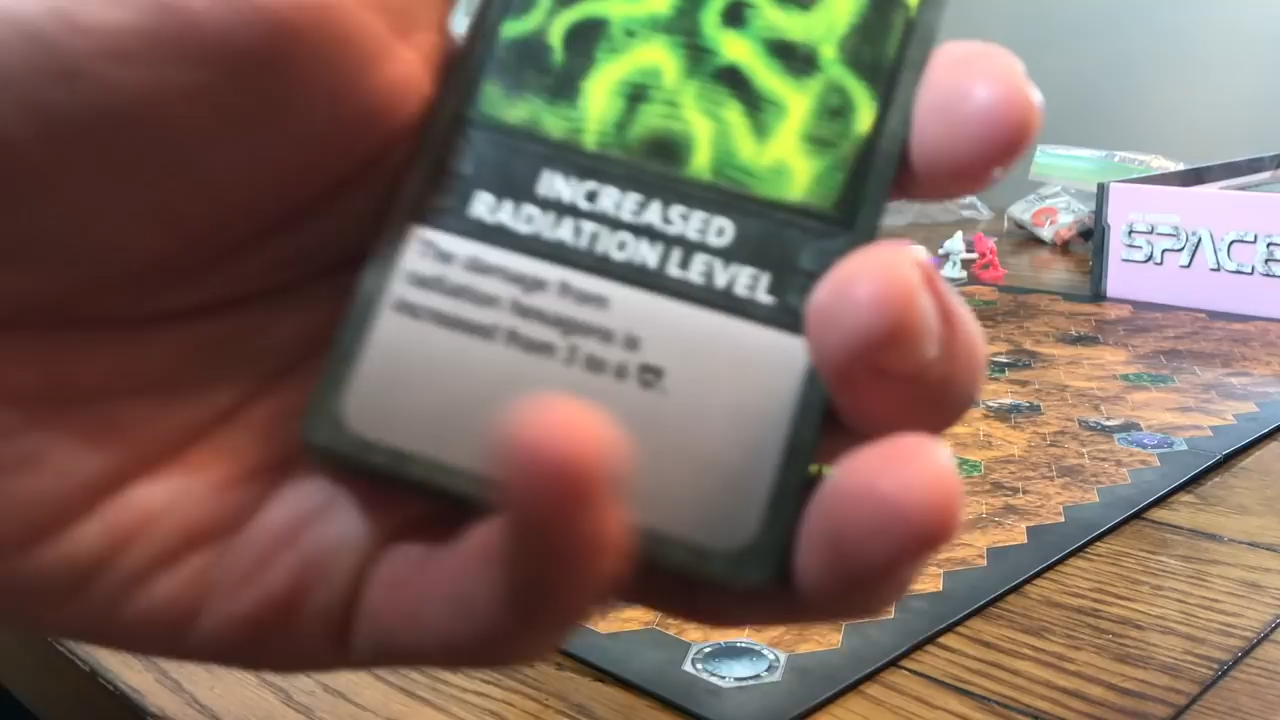 INCREASED
RADIATION LEVEL
The damage from
radiation hexagons is
increased from 3 to 6
SPACE